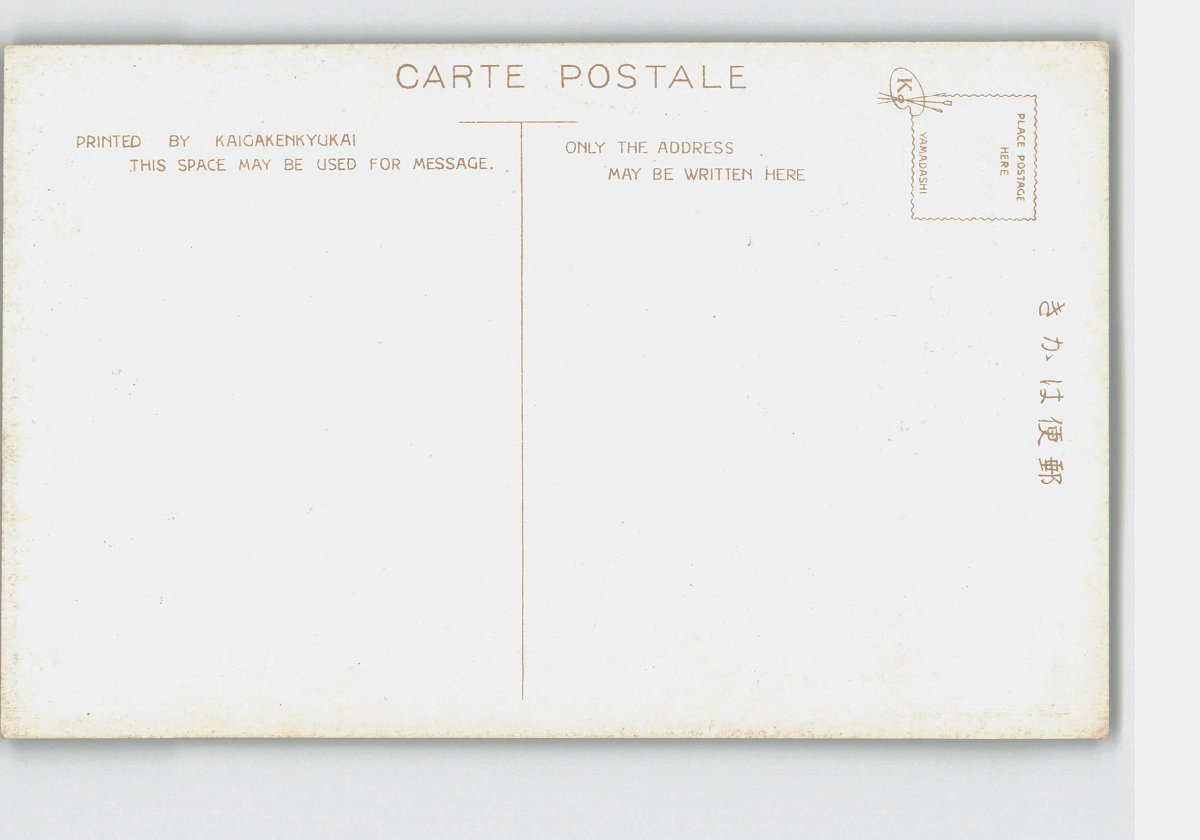 CARTE POSTALE
PRINTED BY KAIGAKENKYUKAI
THIS SPACE MAY BE USED FOR MESSAGE.
ONLY THE ADDRESS
MAY BE WRITTEN HERE
K
PLACE POSTAGE
HERE
YAMADASHI
郵便はかき